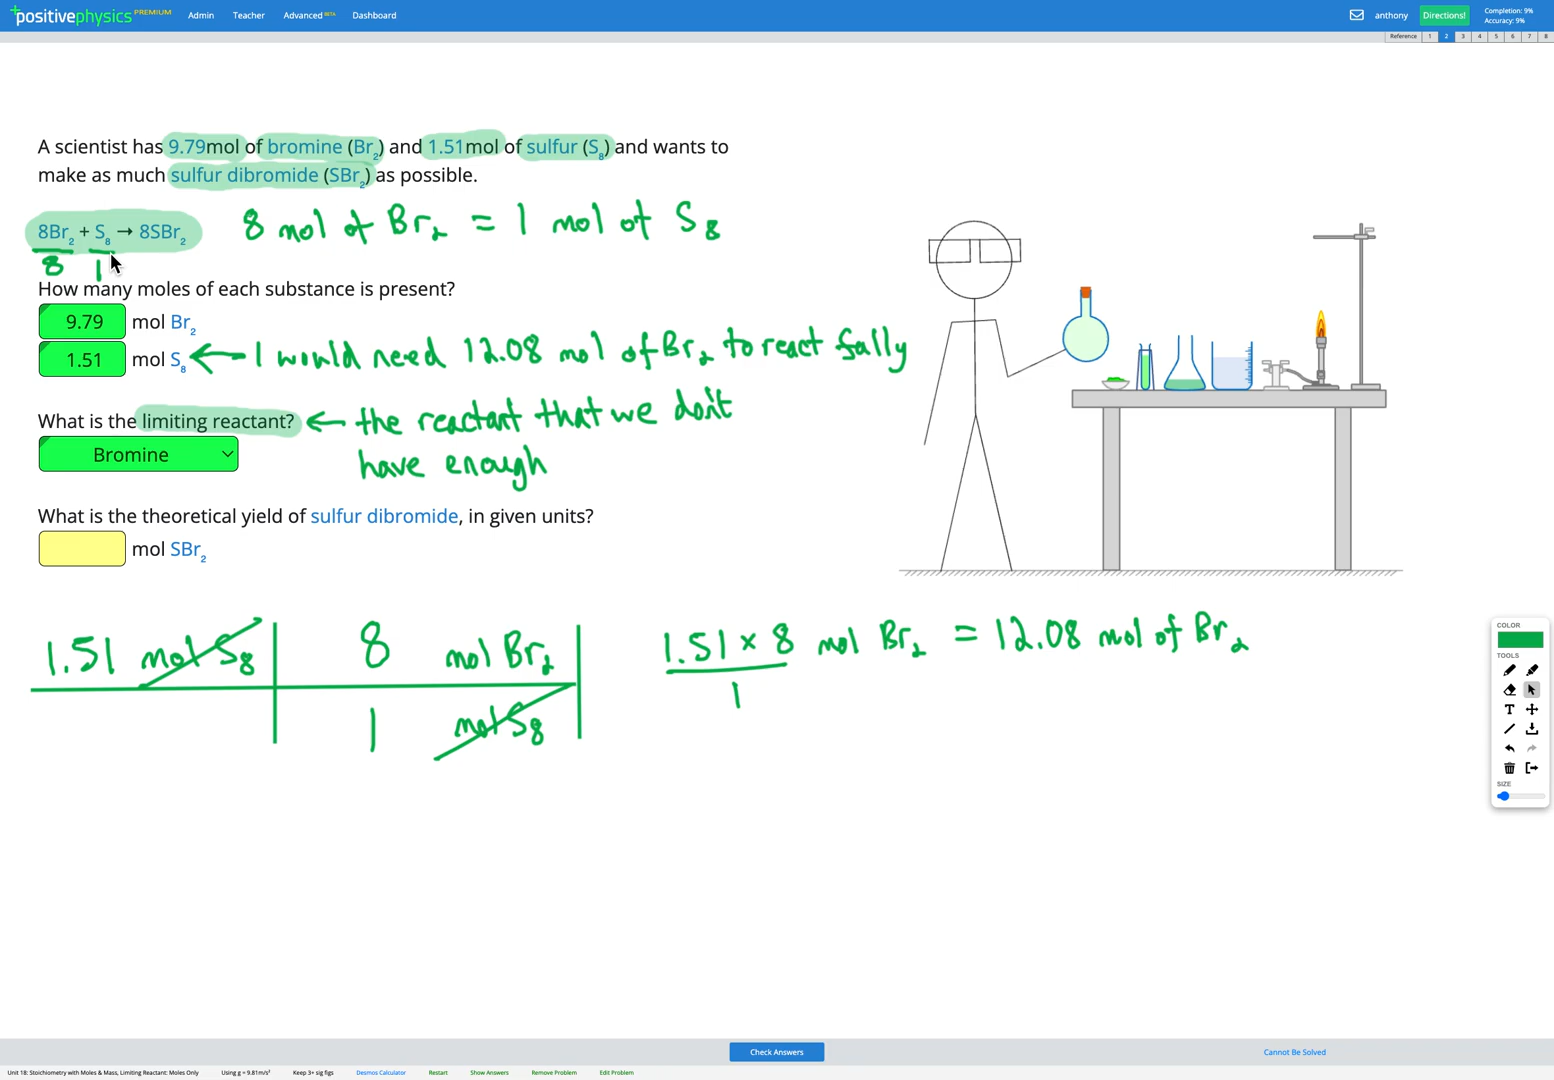 +positivephysics PREMIUM Admin Teacher Advanced BETA Dashboard anthony Directions! Completion: 9%
Accuracy: 9%
Reference 1 2 3 4 5 6 7 8
A scientist has 9.79mol of bromine (Br₂) and 1.51mol of sulfur (S₈) and wants to
make as much sulfur dibromide (SBr₂) as possible.
8Br₂ + S₈ → 8SBr₂ 8 mol of Br₂ = 1 mol of S₈
8 1
How many moles of each substance is present?
9.79 mol Br₂
1.51 mol S₈ ← I would need 12.08 mol of Br₂ to react fully
What is the limiting reactant? ← the reactant that we don't
Bromine have enough
What is the theoretical yield of sulfur dibromide, in given units?
mol SBr₂
1.51 mol S₈ 8 mol Br₂ 1.51 × 8 mol Br₂ = 12.08 mol of Br₂
1 mol S₈ 1
COLOR
TOOLS
T
SIZE
Check Answers Cannot Be Solved
Unit 18: Stoichiometry with Moles & Mass, Limiting Reactant: Moles Only Using g = 9.81m/s² Keep 3+ sig figs Desmos Calculator Restart Show Answers Remove Problem Edit Problem